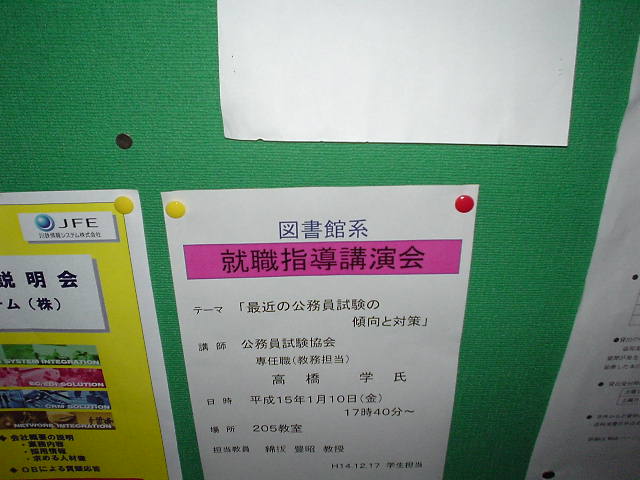 JFE
川鉄情報システム株式会社
説明会
ム(株)
SYSTEM INTEGRATION
EC/EDI SOLUTION
CRM SOLUTION
NETWORK INTEGRATION
◆会社概要の説明
・業務内容
・採用情報
・求める人材像
◆OBによる質疑応答
図書館系
就職指導講演会
テーマ 「最近の公務員試験の
傾向と対策」
講師 公務員試験協会
専任職(教務担当)
高橋 学氏
日時 平成15年1月10日(金)
17時40分~
場所 205教室
担当教員 綿抜 豊昭 教授
H14.12.17 学生担当